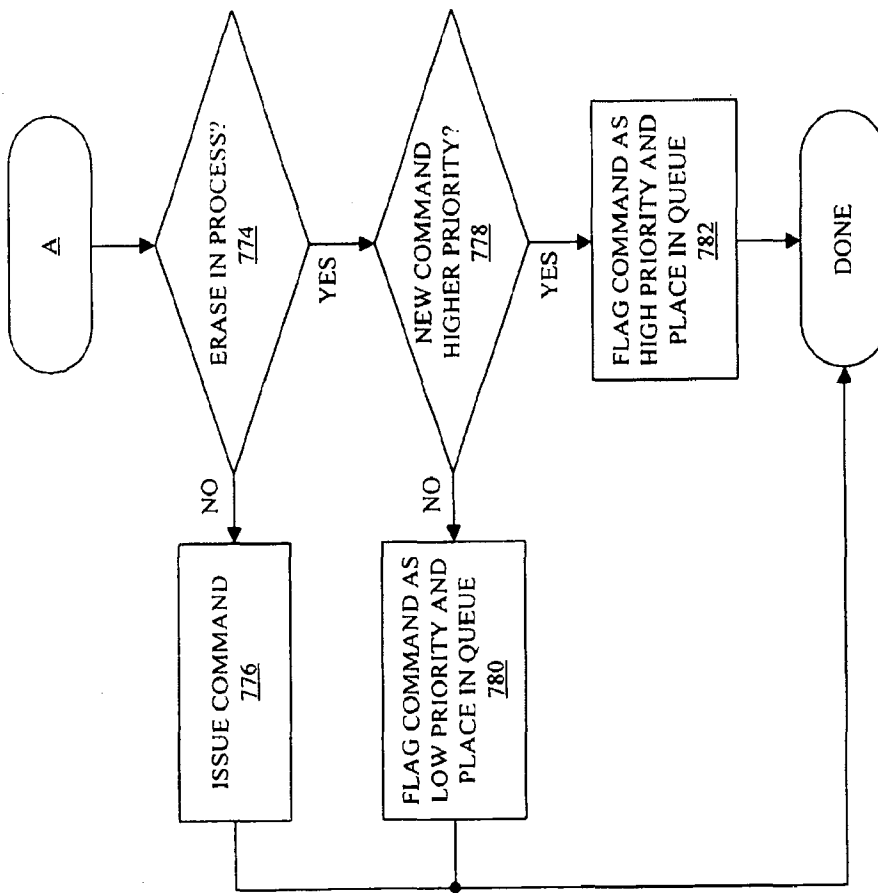 A
ERASE IN PROCESS?
774
NO
YES
ISSUE COMMAND
776
NEW COMMAND
HIGHER PRIORITY?
778
NO
YES
FLAG COMMAND AS
LOW PRIORITY AND
PLACE IN QUEUE
780
FLAG COMMAND AS
HIGH PRIORITY AND
PLACE IN QUEUE
782
DONE